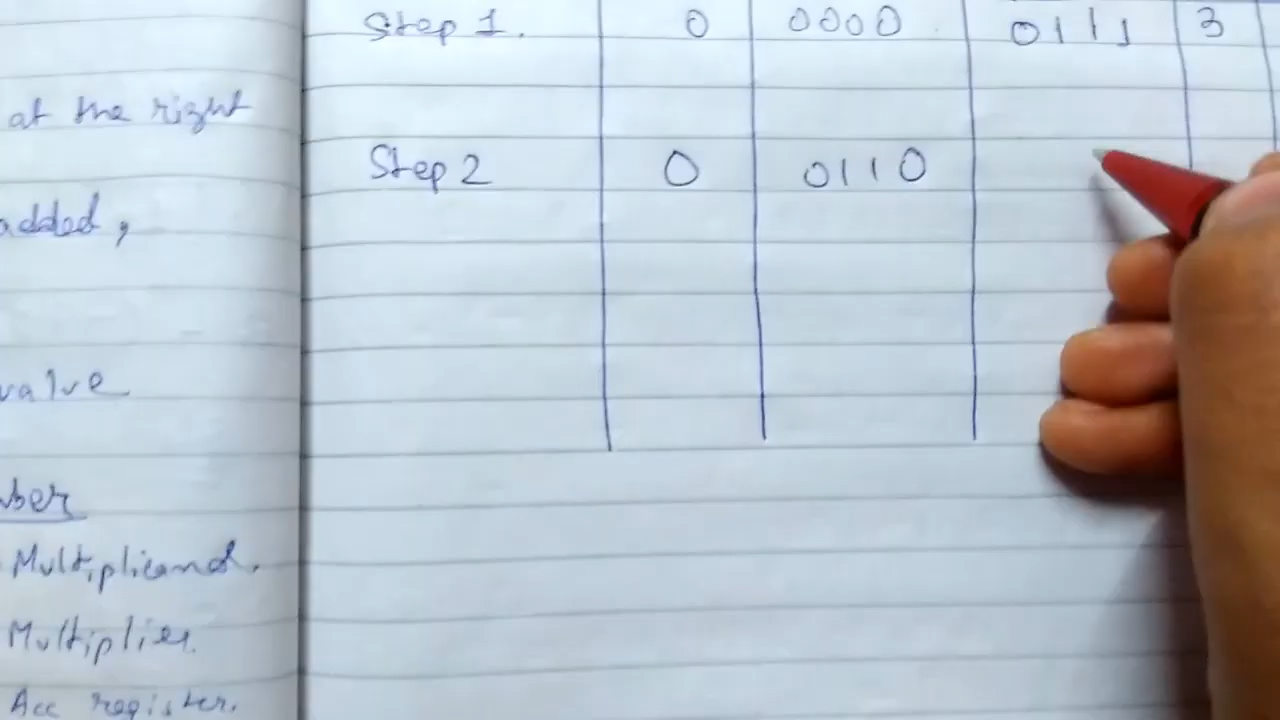 Step 1. 0 0000 0111 3
at the right
Step 2 0 0110
added,
value
Multiplicand.
Multiplier.
Acc register.